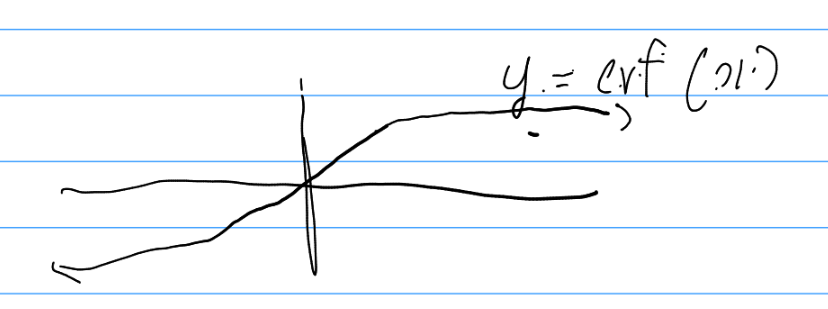 y = erf(x)